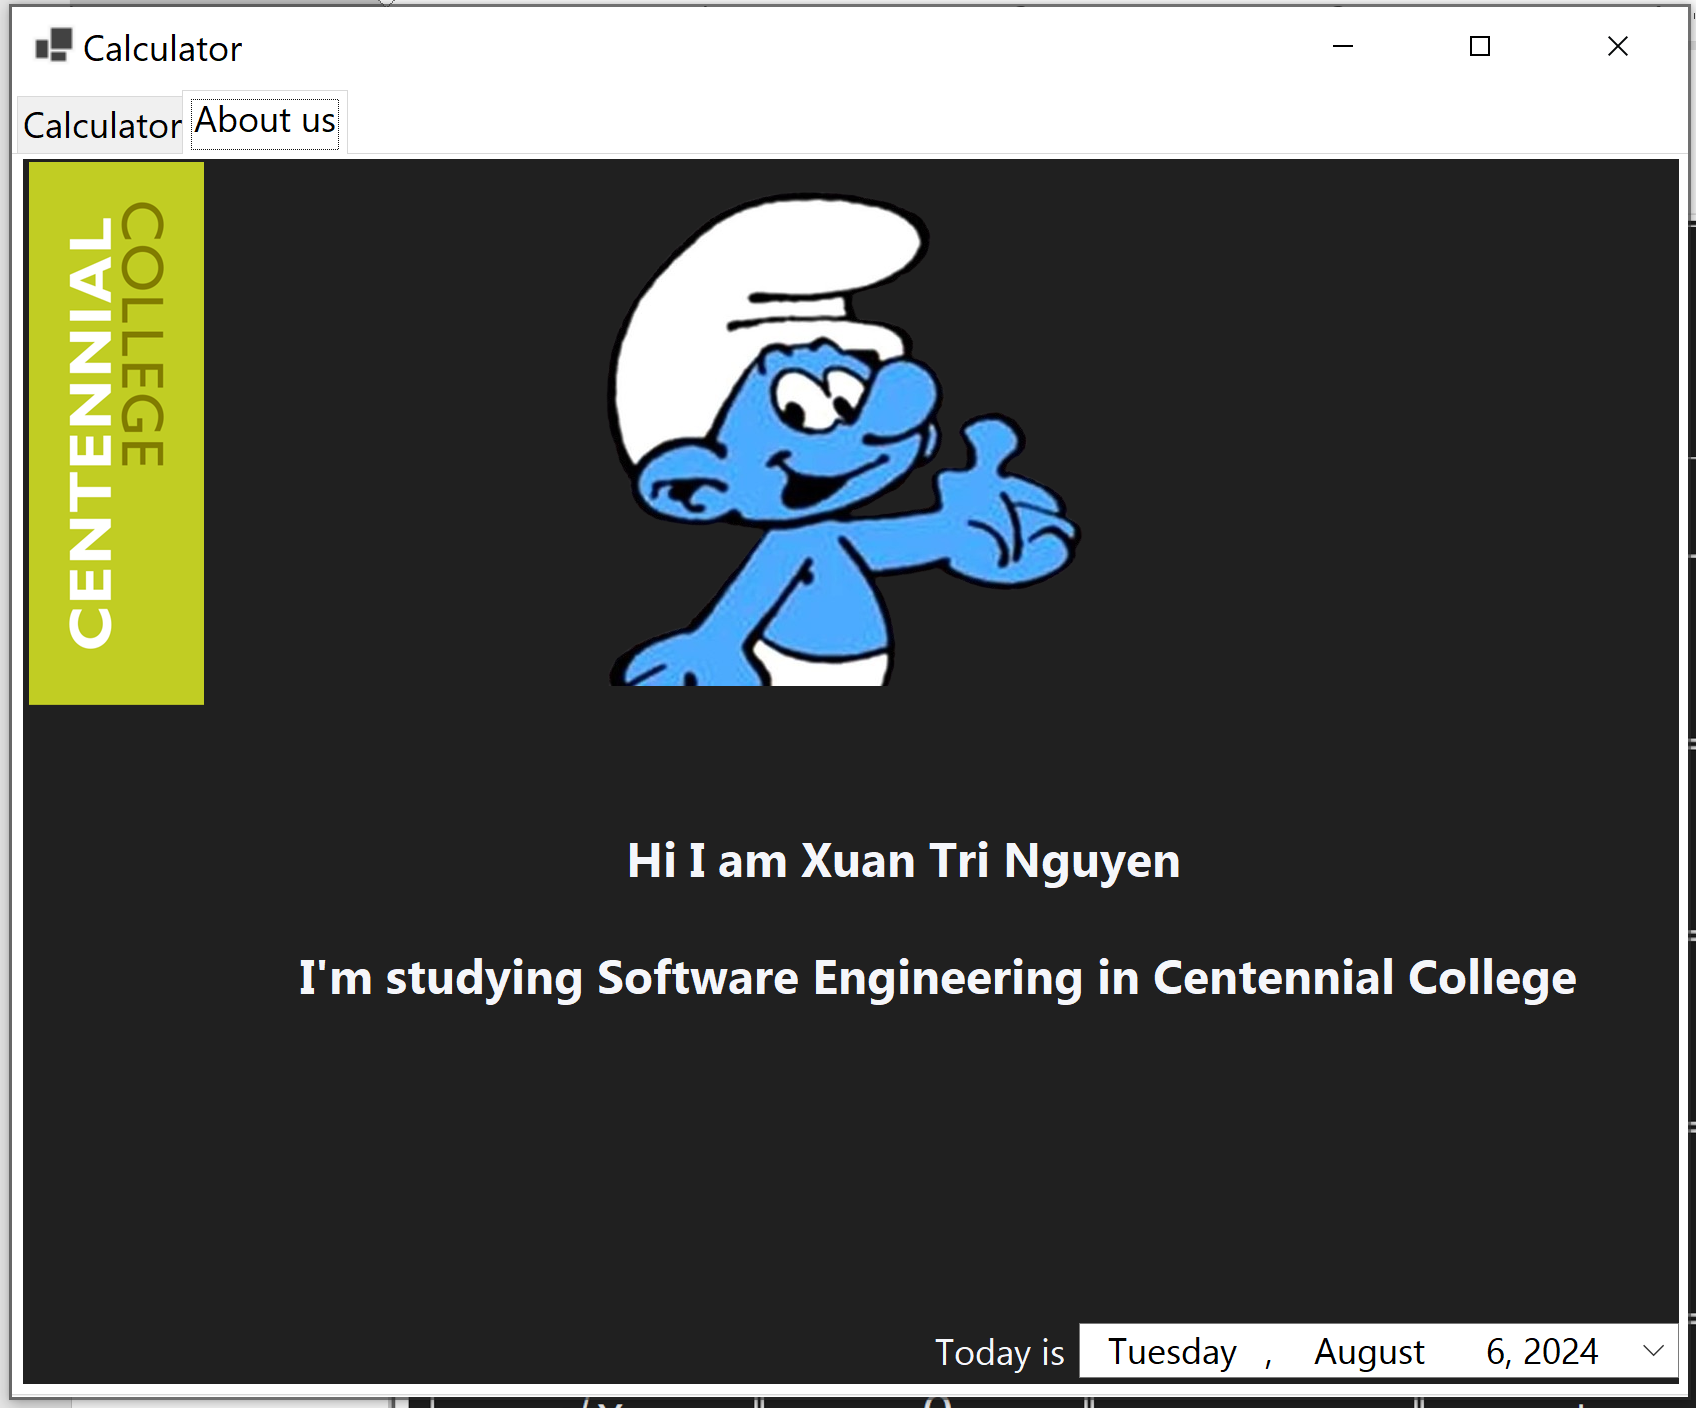 Calculator
Calculator
About us
CENTENNIAL
COLLEGE
Hi I am Xuan Tri Nguyen
I'm studying Software Engineering in Centennial College
Today is Tuesday , August 6, 2024